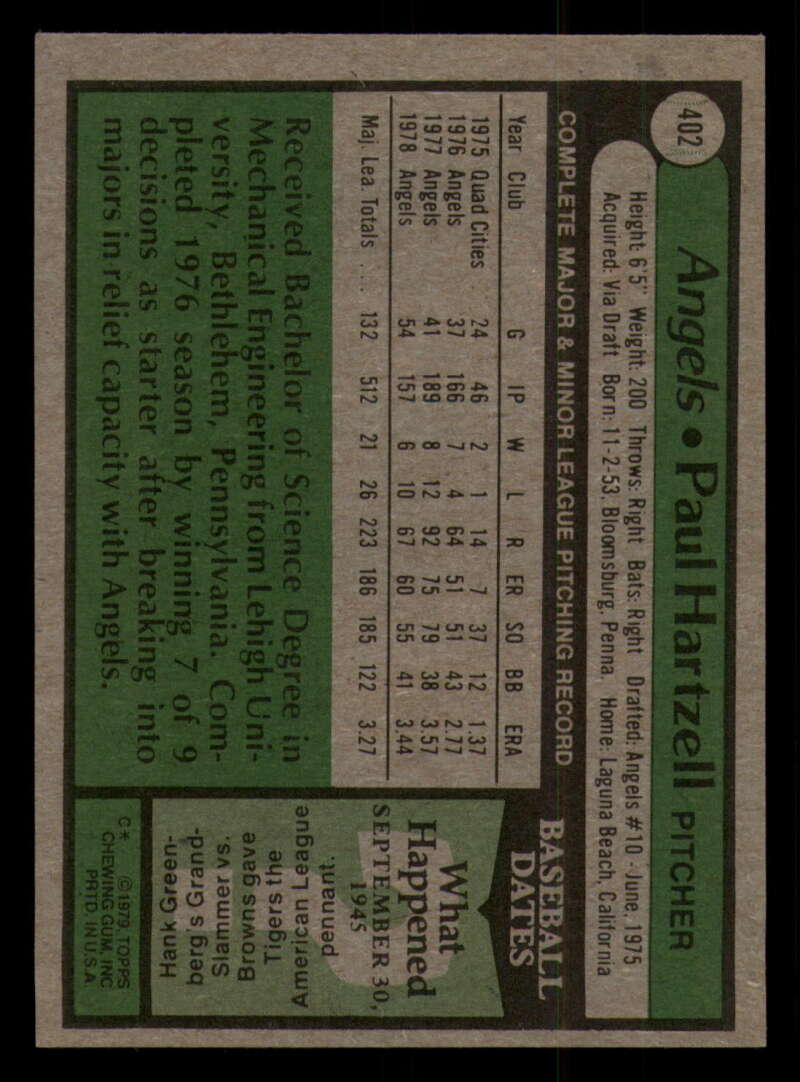 402
Angels • Paul Hartzell PITCHER
Height 6'5" Weight: 200 Throws: Right Bats: Right Drafted: Angels #10 - June, 1975
Acquired: Via Draft Born: 11-2-53, Bloomsburg, Penna. Home: Laguna Beach, California
COMPLETE MAJOR & MINOR LEAGUE PITCHING RECORD
Year Club G IP W L R ER SO BB ERA
1975 Quad Cities 24 46 2 1 14 7 37 12 1.37
1976 Angels 37 166 7 4 64 51 51 43 2.77
1977 Angels 41 189 8 12 92 75 79 38 3.57
1978 Angels 54 157 6 10 67 60 55 41 3.44
Maj. Lea. Totals .... 132 512 21 26 223 186 185 122 3.27
Received Bachelor of Science Degree in
Mechanical Engineering from Lehigh Uni-
versity, Bethlehem, Pennsylvania. Com-
pleted 1976 season by winning 7 of 9
decisions as starter after breaking into
majors in relief capacity with Angels.
BASEBALL
DATES
What
Happened
SEPTEMBER 30,
1945
Hank Green-
berg's Grand-
Slammer vs.
Browns gave
Tigers the
American League
pennant.
C* ©1979, TOPPS
CHEWING GUM, INC
PRTD. IN U.S.A.